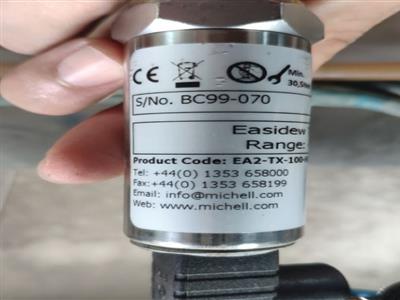 CE Min.
30.5
S/No. BC99-070
Easidew
Range:
Product Code: EA2-TX-100-
Tel: +44(0) 1353 658000
Fax:+44(0) 1353 658199
Email: info@michell.com
Web: www.michell.com